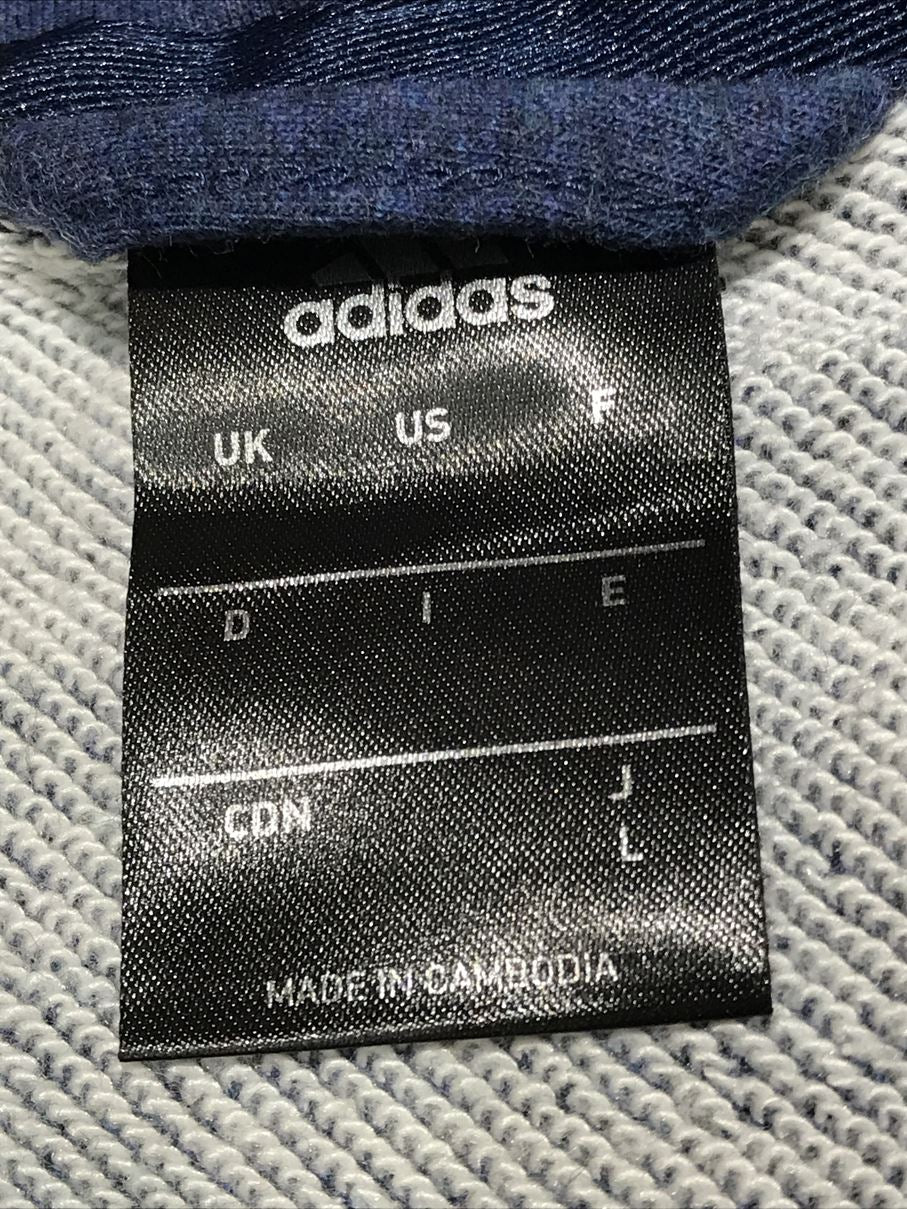 adidas
UK US F
D I E
CDN J
L
MADE IN CAMBODIA